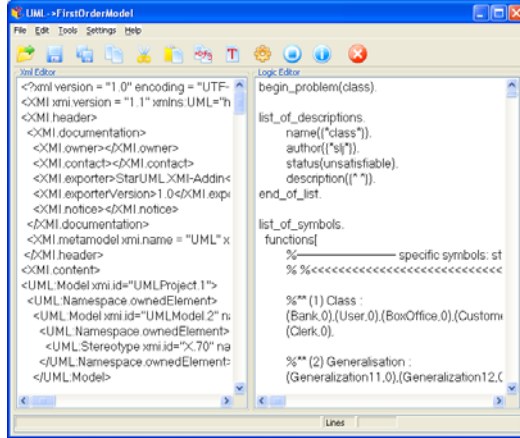 UML->FirstOrderModel
File Edit Tools Settings Help
Xml Editor
<?xml version = "1.0" encoding = "UTF-
<XMI xmi.version = "1.1" xmlns:UML="h
<XMI.header>
<XMI.documentation>
<XMI.owner></XMI.owner>
<XMI.contact></XMI.contact>
<XMI.exporter>StarUML.XMI-Addin<
<XMI.exporterVersion>1.0</XMI.expo
<XMI.notice></XMI.notice>
</XMI.documentation>
<XMI.metamodel xmi.name = "UML" x
</XMI.header>
<XMI.content>
<UML:Model xmi.id="UMLProject.1">
<UML:Namespace.ownedElement>
<UML:Model xmi.id="UMLModel.2" na
<UML:Namespace.ownedElement>
<UML:Stereotype xmi.id="X.70" na
</UML:Namespace.ownedElement>
</UML:Model>
Logic Editor
begin_problem(class).
list_of_descriptions.
name({"class"}).
author({"slj"}).
status(unsatisfiable).
description({" "}).
end_of_list.
list_of_symbols.
functions[
%———————— specific symbols: st
% %<<<<<<<<<<<<<<<<<<<<<<<<<<<
%** (1) Class :
(Bank,0),(User,0),(BoxOffice,0),(Custome
(Clerk,0),
%** (2) Generalisation :
(Generalization11,0),(Generalization12,0
Lines